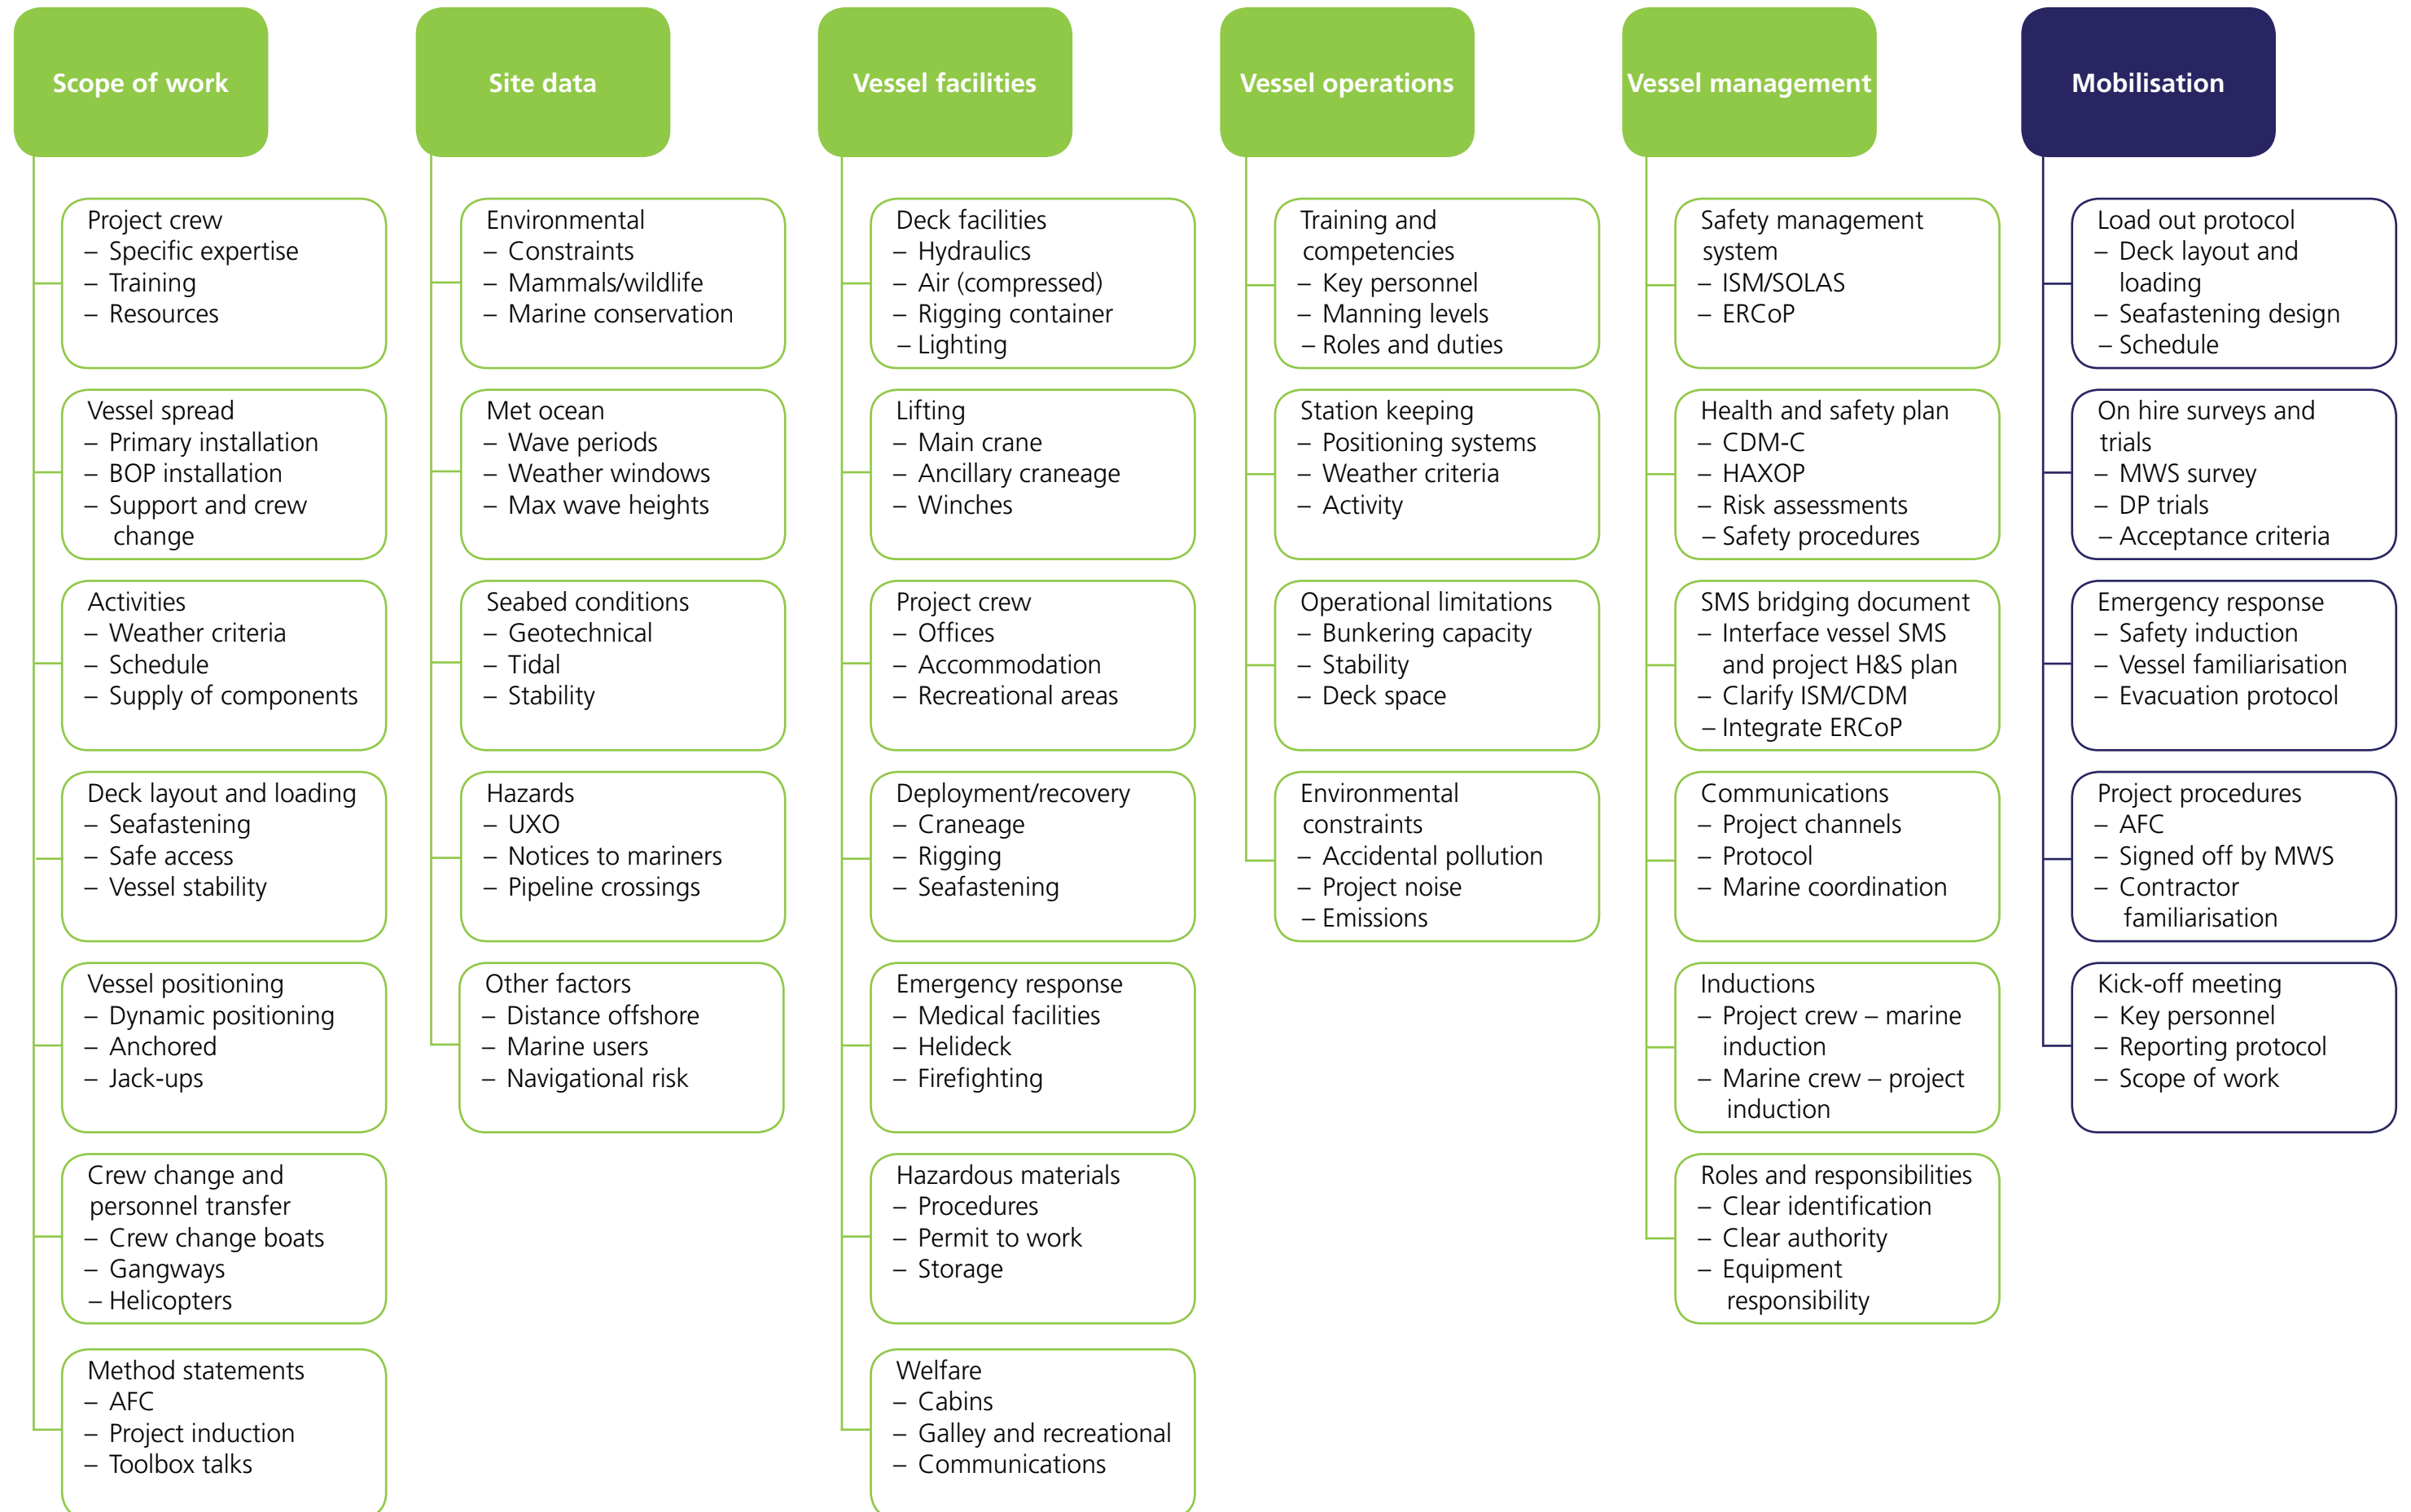 Scope of work
Project crew
– Specific expertise
– Training
– Resources
Vessel spread
– Primary installation
– BOP installation
– Support and crew
change
Activities
– Weather criteria
– Schedule
– Supply of components
Deck layout and loading
– Seafastening
– Safe access
– Vessel stability
Vessel positioning
– Dynamic positioning
– Anchored
– Jack-ups
Crew change and
personnel transfer
– Crew change boats
– Gangways
– Helicopters
Method statements
– AFC
– Project induction
– Toolbox talks
Site data
Environmental
– Constraints
– Mammals/wildlife
– Marine conservation
Met ocean
– Wave periods
– Weather windows
– Max wave heights
Seabed conditions
– Geotechnical
– Tidal
– Stability
Hazards
– UXO
– Notices to mariners
– Pipeline crossings
Other factors
– Distance offshore
– Marine users
– Navigational risk
Vessel facilities
Deck facilities
– Hydraulics
– Air (compressed)
– Rigging container
– Lighting
Lifting
– Main crane
– Ancillary craneage
– Winches
Project crew
– Offices
– Accommodation
– Recreational areas
Deployment/recovery
– Craneage
– Rigging
– Seafastening
Emergency response
– Medical facilities
– Helideck
– Firefighting
Hazardous materials
– Procedures
– Permit to work
– Storage
Welfare
– Cabins
– Galley and recreational
– Communications
Vessel operations
Training and
competencies
– Key personnel
– Manning levels
– Roles and duties
Station keeping
– Positioning systems
– Weather criteria
– Activity
Operational limitations
– Bunkering capacity
– Stability
– Deck space
Environmental
constraints
– Accidental pollution
– Project noise
– Emissions
Vessel management
Safety management
system
– ISM/SOLAS
– ERCoP
Health and safety plan
– CDM-C
– HAXOP
– Risk assessments
– Safety procedures
SMS bridging document
– Interface vessel SMS
and project H&S plan
– Clarify ISM/CDM
– Integrate ERCoP
Communications
– Project channels
– Protocol
– Marine coordination
Inductions
– Project crew – marine
induction
– Marine crew – project
induction
Roles and responsibilities
– Clear identification
– Clear authority
– Equipment
responsibility
Mobilisation
Load out protocol
– Deck layout and
loading
– Seafastening design
– Schedule
On hire surveys and
trials
– MWS survey
– DP trials
– Acceptance criteria
Emergency response
– Safety induction
– Vessel familiarisation
– Evacuation protocol
Project procedures
– AFC
– Signed off by MWS
– Contractor
familiarisation
Kick-off meeting
– Key personnel
– Reporting protocol
– Scope of work